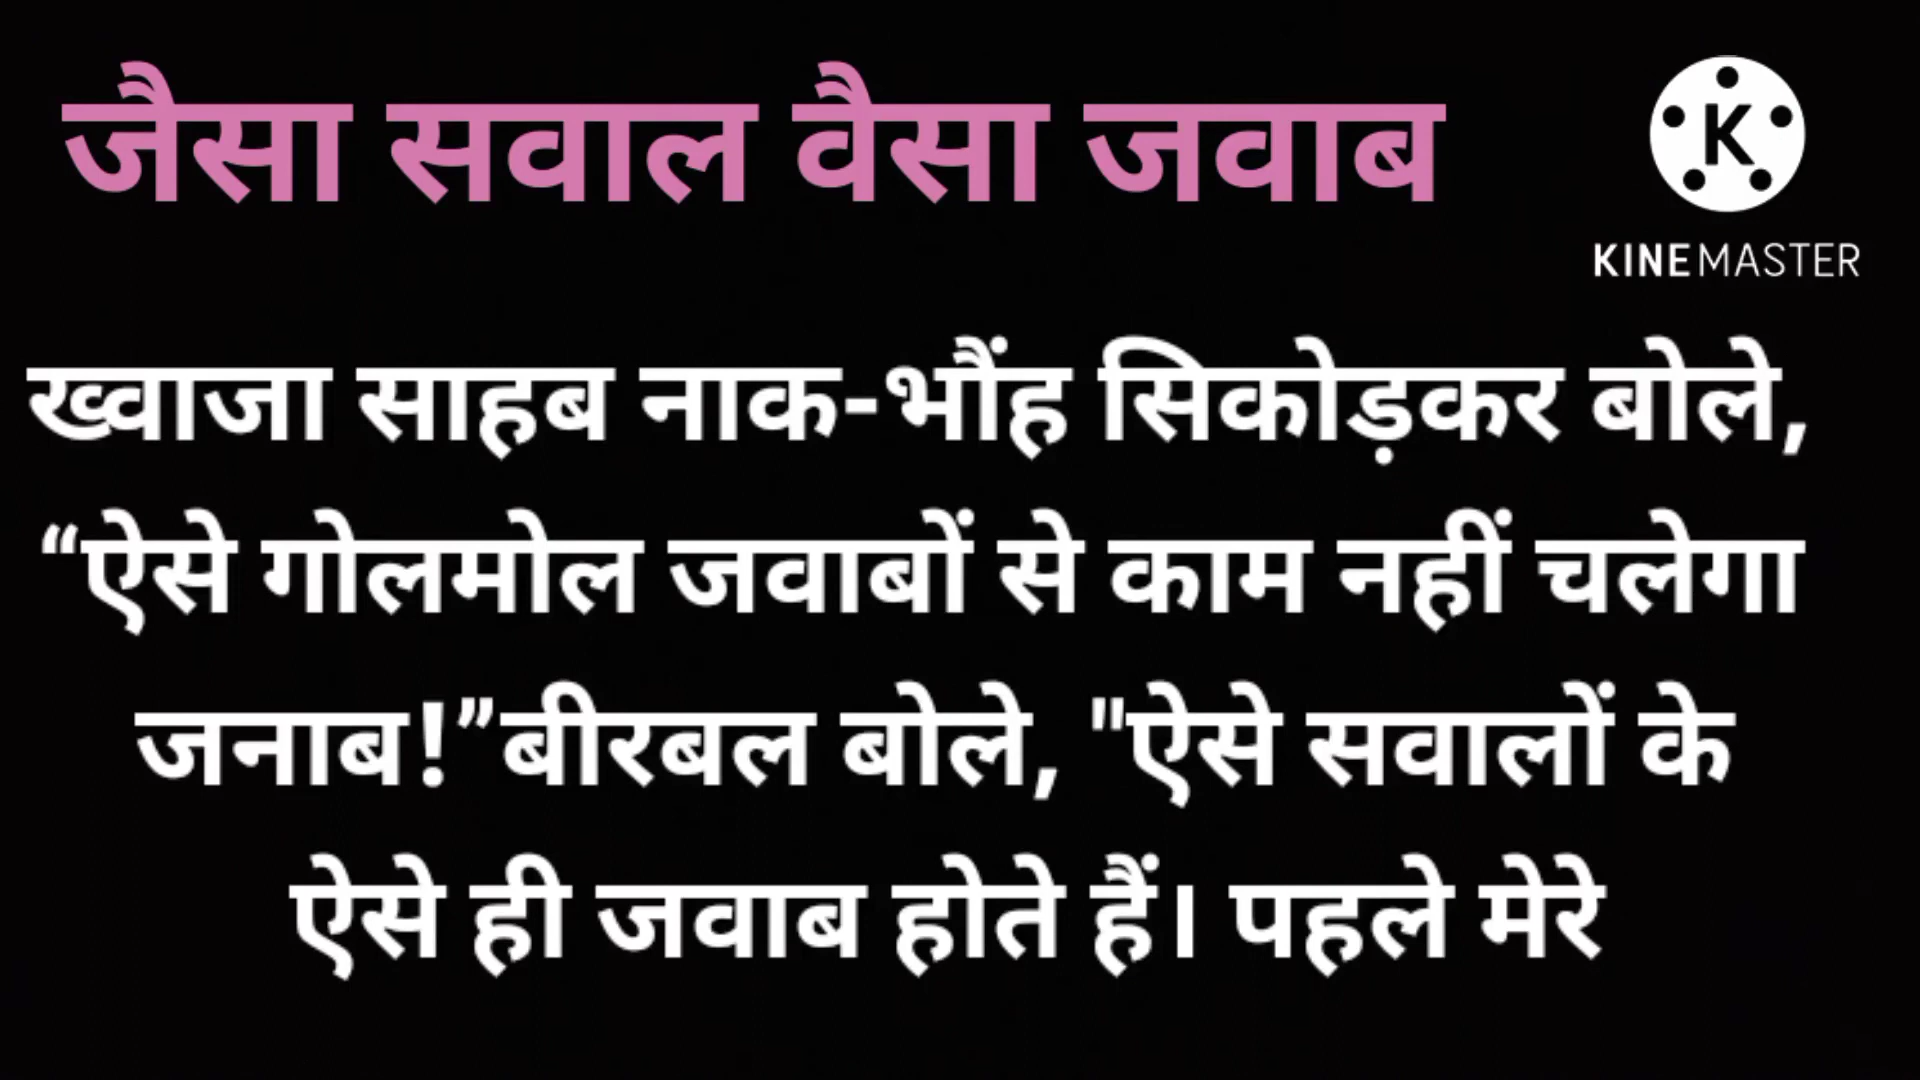 जैसा सवाल वैसा जवाब
K
KINEMASTER
ख्वाजा साहब नाक-भौंह सिकोड़कर बोले,
“ऐसे गोलमोल जवाबों से काम नहीं चलेगा
जनाब!”बीरबल बोले, "ऐसे सवालों के
ऐसे ही जवाब होते हैं। पहले मेरे